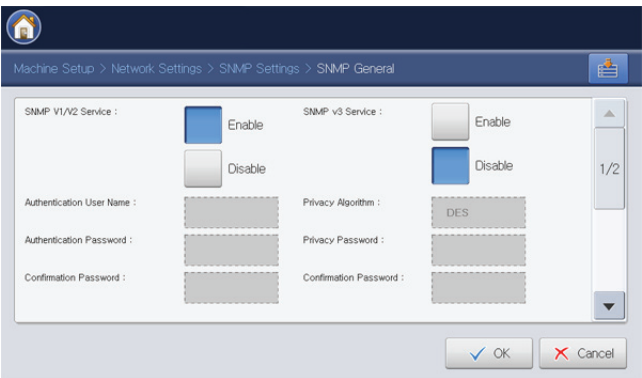 Machine Setup > Network Settings > SNMP Settings > SNMP General
SNMP V1/V2 Service :
Enable
SNMP v3 Service :
Enable
Disable
Disable
1/2
Authentication User Name :
Privacy Algorithm :
DES
Authentication Password :
Privacy Password :
Confirmation Password :
Confirmation Password :
OK
Cancel